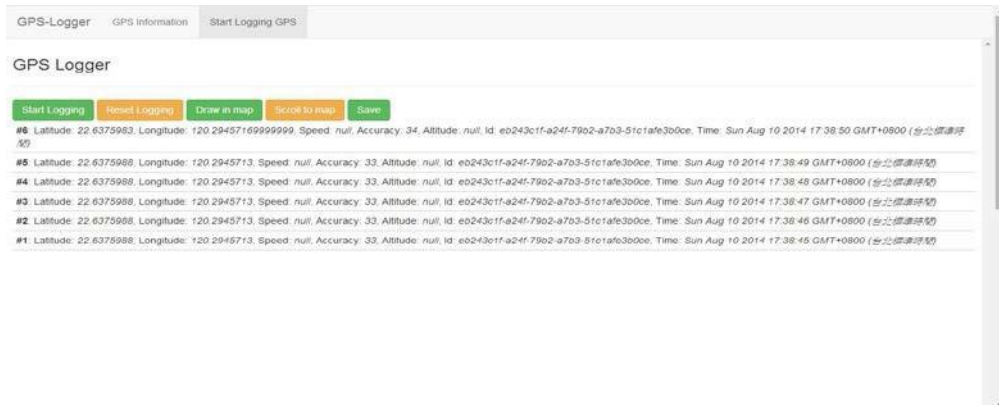 GPS-Logger GPS Information Start Logging GPS
GPS Logger
Start Logging Reset Logging Draw in map Scroll to map Save
#6 Latitude: 22.6375983, Longitude: 120.29457169999999, Speed: null, Accuracy: 34, Altitude: null, Id: eb243c1f-a24f-79b2-a7b3-51c1afe3b0ce, Time: Sun Aug 10 2014 17:38:50 GMT+0800 (台北標準時
間)
#5 Latitude: 22.6375988, Longitude: 120.2945713, Speed: null, Accuracy: 33, Altitude: null, Id: eb243c1f-a24f-79b2-a7b3-51c1afe3b0ce, Time: Sun Aug 10 2014 17:38:49 GMT+0800 (台北標準時間)
#4 Latitude: 22.6375988, Longitude: 120.2945713, Speed: null, Accuracy: 33, Altitude: null, Id: eb243c1f-a24f-79b2-a7b3-51c1afe3b0ce, Time: Sun Aug 10 2014 17:38:48 GMT+0800 (台北標準時間)
#3 Latitude: 22.6375988, Longitude: 120.2945713, Speed: null, Accuracy: 33, Altitude: null, Id: eb243c1f-a24f-79b2-a7b3-51c1afe3b0ce, Time: Sun Aug 10 2014 17:38:47 GMT+0800 (台北標準時間)
#2 Latitude: 22.6375988, Longitude: 120.2945713, Speed: null, Accuracy: 33, Altitude: null, Id: eb243c1f-a24f-79b2-a7b3-51c1afe3b0ce, Time: Sun Aug 10 2014 17:38:46 GMT+0800 (台北標準時間)
#1 Latitude: 22.6375988, Longitude: 120.2945713, Speed: null, Accuracy: 33, Altitude: null, Id: eb243c1f-a24f-79b2-a7b3-51c1afe3b0ce, Time: Sun Aug 10 2014 17:38:45 GMT+0800 (台北標準時間)